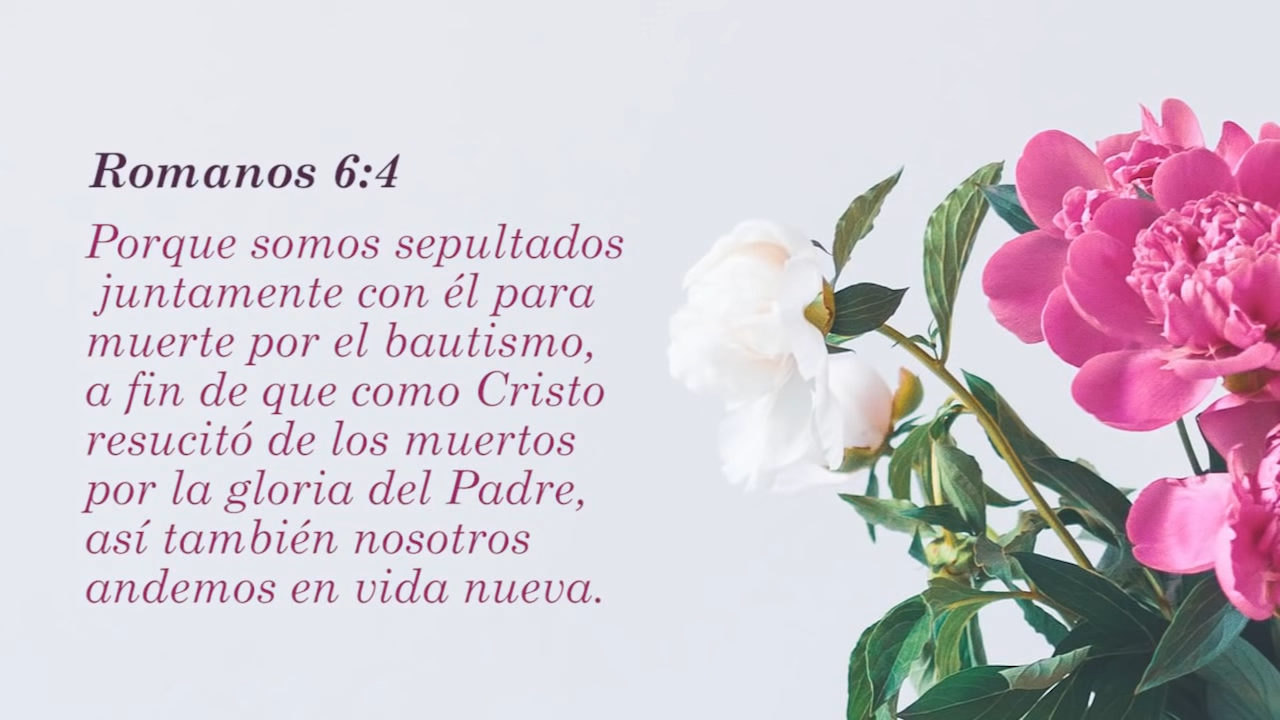 Romanos 6:4
Porque somos sepultados
juntamente con él para
muerte por el bautismo,
a fin de que como Cristo
resucitó de los muertos
por la gloria del Padre,
así también nosotros
andemos en vida nueva.